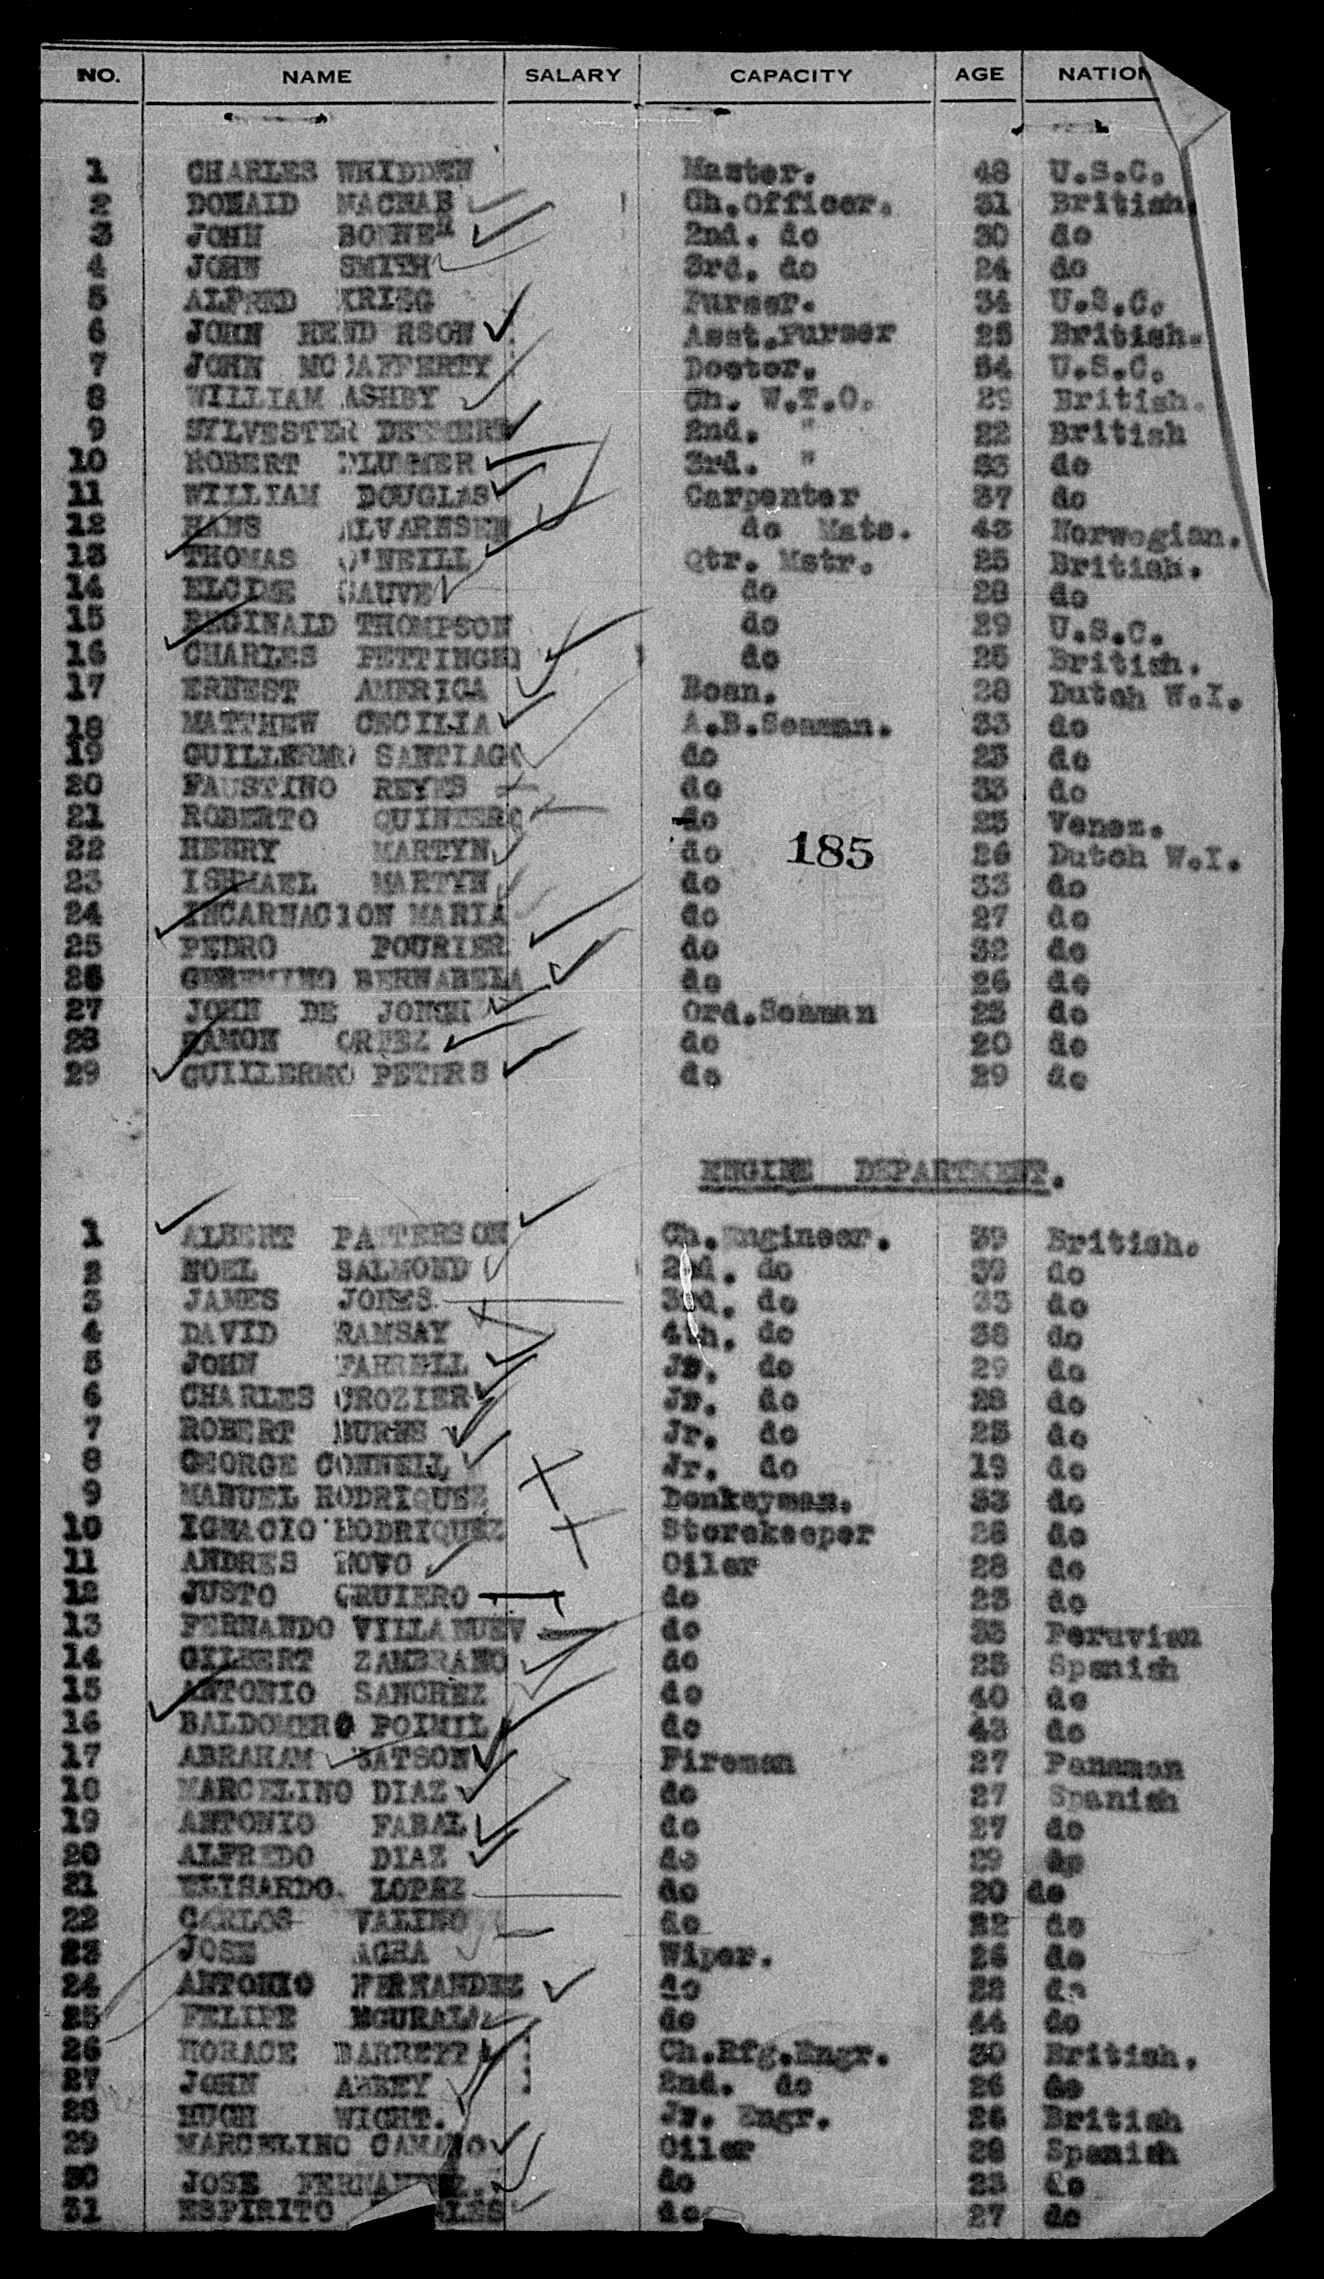 NO. NAME SALARY CAPACITY AGE NATION
1 CHARLES WHIDDEN Master. 48 U.S.C.
2 DONALD MACRAE Ch.Officer. 31 British.
3 JOHN BONNER 2nd. do 30 do
4 JOHN SMITH 3rd. do 24 do
5 ALFRED KRIEG Purser. 34 U.S.C.
6 JOHN HEND RSON Asst.Purser 25 British.
7 JOHN MCCAFFERTY Doctor. 54 U.S.C.
8 WILLIAM ASHBY Ch. W.T.O. 29 British.
9 SYLVESTER 2nd. " 22 British
10 ROBERT PLUMMER 3rd. " 33 do
11 WILLIAM DOUGLAS Carpenter 37 do
12 HANS ALVARNSEN do Mate. 43 Norwegian.
13 THOMAS O'NEILL Qtr. Mstr. 25 British.
14 ELCIDE SAUVE do 28 do
15 REGINALD THOMPSON do 29 U.S.C.
16 CHARLES PETTINGER do 25 British.
17 ERNEST AMERICA Bosn. 28 Dutch W.I.
18 MATTHEW CECILIA A.B.Seaman. 33 do
19 GUILLERMO SANTIAGO do 23 do
20 FAUSTINO REYES do 33 do
21 ROBERTO QUINTERO do 25 Venez.
22 HENRY MARTYN do 26 Dutch W.I.
185
23 ISHMAEL MARTYN do 33 do
24 INCARNACION MARIA do 27 do
25 PEDRO POURIER do 32 do
26 GEREMINO BERNABELA do 26 do
27 JOHN DE JONGH Ord.Seaman 23 do
28 RAMON do 20 do
29 GUILLERMO PETERS do 29 do
ENGINE DEPARTMENT.
1 ALBERT PATTERSON Ch.Engineer. 39 British.
2 NOEL SALMOND 2nd. do 39 do
3 JAMES JONES 3rd. do 33 do
4 DAVID RAMSAY 4th. do 38 do
5 JOHN FARRELL Jr. do 29 do
6 CHARLES CROZIER Jr. do 28 do
7 ROBERT BURNS Jr. do 25 do
8 GEORGE CONNELL Jr. do 19 do
9 MANUEL RODRIQUEZ Donkeyman. 33 do
10 IGNACIO RODRIQUEZ Storekeeper 28 do
11 ANDRES NOVO Oiler 28 do
12 JUSTO GRUIERO do 23 do
13 FERNANDO VILLANUEV do 33 Peruvian
14 GILBERT ZAMBRANO do 23 Spanish
15 ANTONIO SANCHEZ do 40 do
16 BALDOMERO POIMIL do 43 do
17 ABRAHAM WATSON Fireman 27 Panaman
18 MARCELINO DIAZ do 27 Spanish
19 ANTONIO FABAL do 27 do
20 ALFREDO DIAZ do 29 do
21 ELISARDO. LOPEZ do 20 do
22 CARLOS VALINO do 22 do
23 JOSE AGRA Wiper. 26 do
24 ANTONIO FERNANDEZ do 22 do
25 FELIPE do 44 do
26 HORACE BARRETT Ch.Rfg.Engr. 30 British.
27 JOHN ABBEY 2nd. do 26 do
28 HUGH WIGHT. Jr. Engr. 26 British
29 MARCELINO CAMANO Oiler 28 Spanish
30 JOSE do 23 do
31 ESPIRITO do 27 do